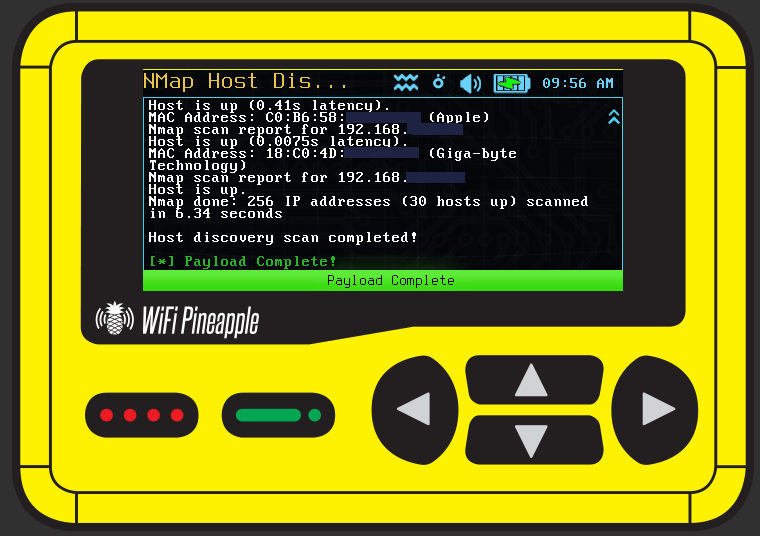 NMap Host Dis...
09:56 AM
Host is up (0.41s latency).
MAC Address: C0:B6:58: (Apple)
Nmap scan report for 192.168.
Host is up (0.0075s latency).
MAC Address: 18:C0:4D: (Giga-byte
Technology)
Nmap scan report for 192.168.
Host is up.
Nmap done: 256 IP addresses (30 hosts up) scanned
in 6.34 seconds
Host discovery scan completed!
[*] Payload Complete!
Payload Complete
WiFi Pineapple